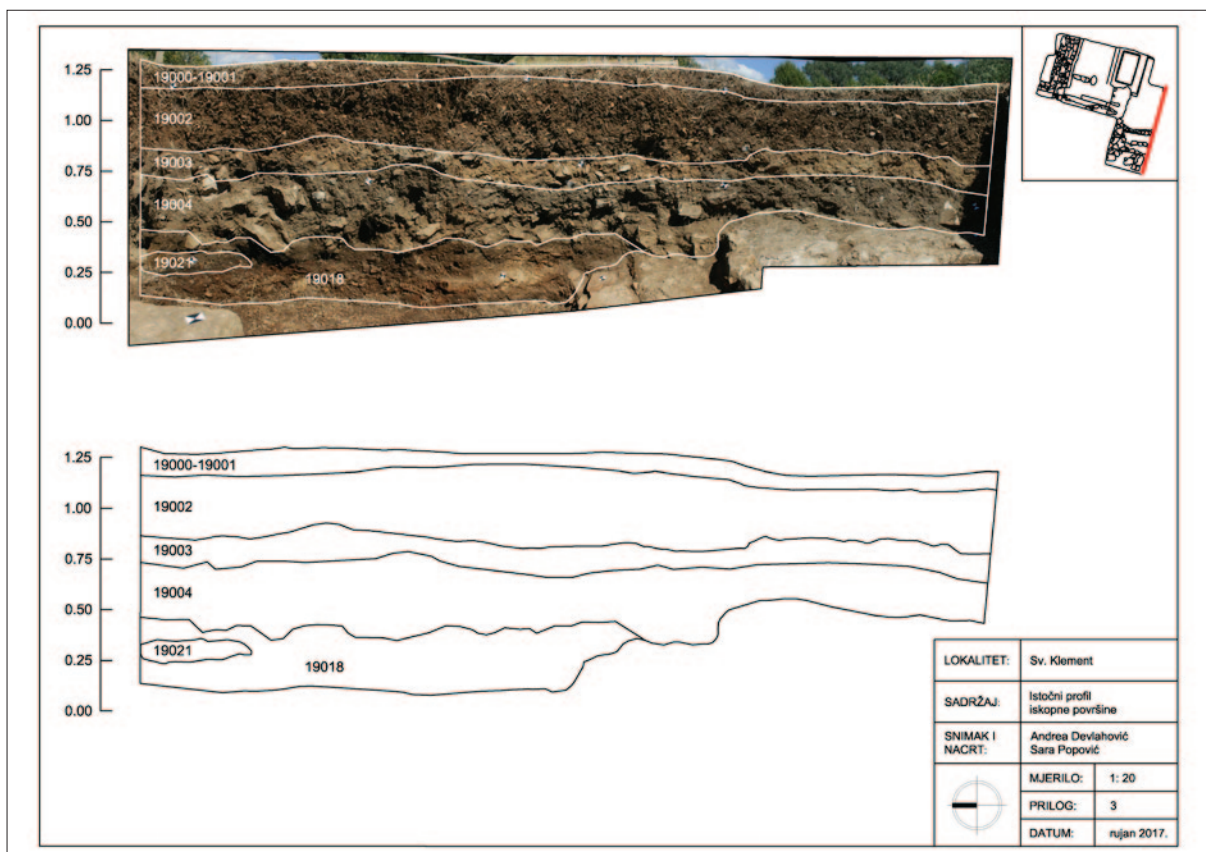 1.25
1.00
0.75
0.50
0.25
0.00
19000-19001
19002
19003
19004
19021
19018
1.25
1.00
0.75
0.50
0.25
0.00
19000-19001
19002
19003
19004
19021
19018
LOKALITET: Sv. Klement
SADRŽAJ: Istočni profil
iskopne površine
SNIMAK I
NACRT: Andrea Devlahović
Sara Popović
MJERILO: 1: 20
PRILOG: 3
DATUM: rujan 2017.